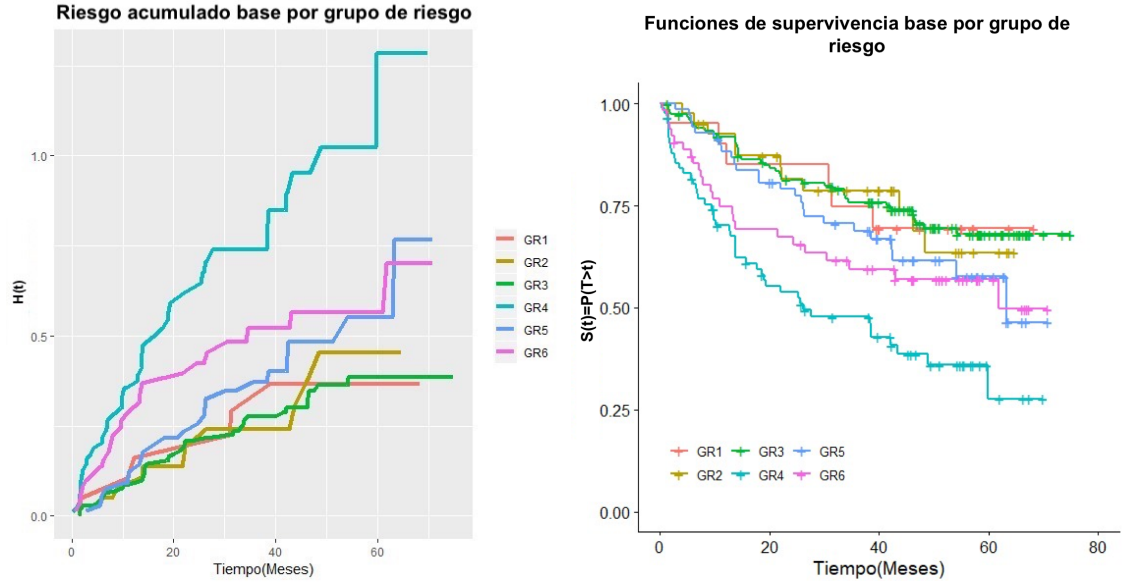 Riesgo acumulado base por grupo de riesgo
H(t)
1.0
0.5
0.0
0
20
40
60
Tiempo(Meses)
GR1
GR2
GR3
GR4
GR5
GR6
Funciones de supervivencia base por grupo de
riesgo
S(t)=P(T>t)
1.00
0.75
0.50
0.25
0.00
GR1 GR3 GR5
GR2 GR4 GR6
0 20 40 60 80
Tiempo(Meses)